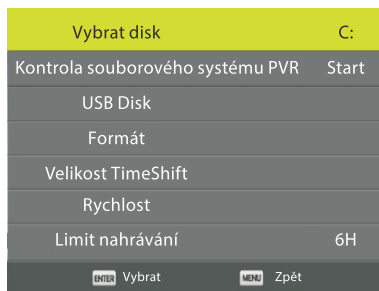 Vybrat disk C:
Kontrola souborového systému PVR Start
USB Disk
Formát
Velikost TimeShift
Rychlost
Limit nahrávání 6H
ENTER Vybrat MENU Zpět